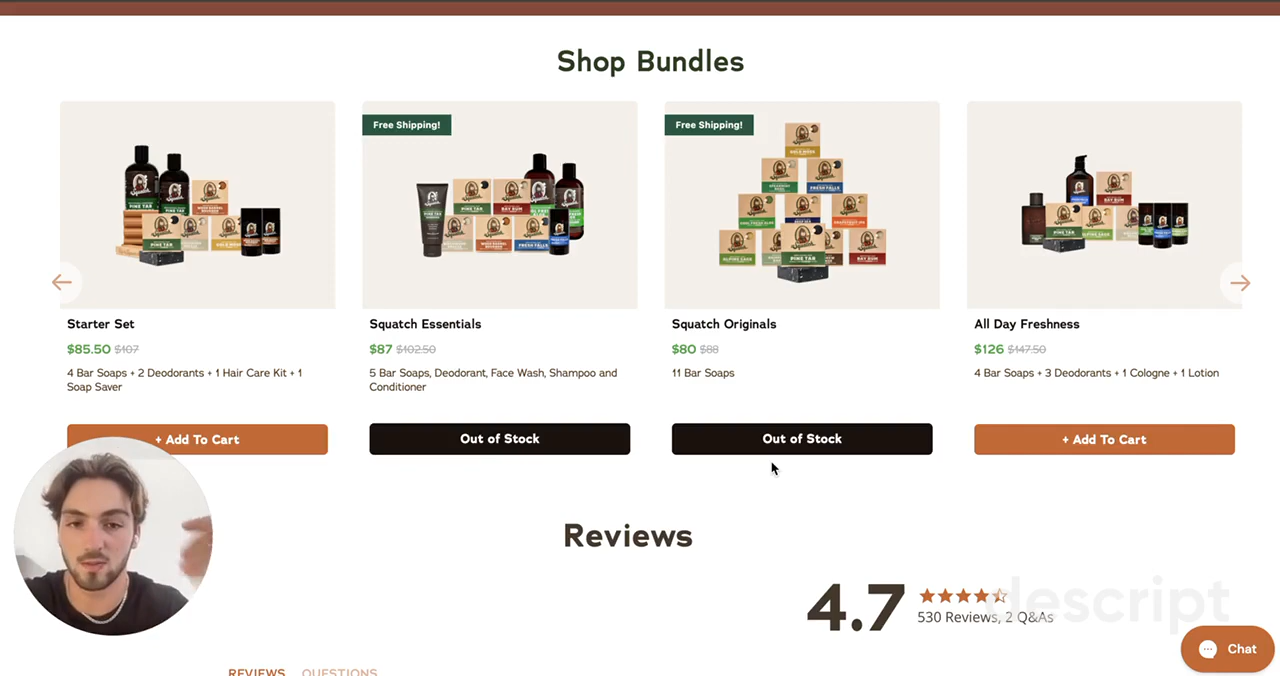 Shop Bundles
Free Shipping!
Free Shipping!
Starter Set
$85.50 $107
4 Bar Soaps + 2 Deodorants + 1 Hair Care Kit + 1
Soap Saver
+ Add To Cart
Squatch Essentials
$87 $102.50
5 Bar Soaps, Deodorant, Face Wash, Shampoo and
Conditioner
Out of Stock
Squatch Originals
$80 $88
11 Bar Soaps
Out of Stock
All Day Freshness
$126 $147.50
4 Bar Soaps + 3 Deodorants + 1 Cologne + 1 Lotion
+ Add To Cart
Reviews
4.7
530 Reviews, 2 Q&As
descript
Chat
REVIEWS QUESTIONS